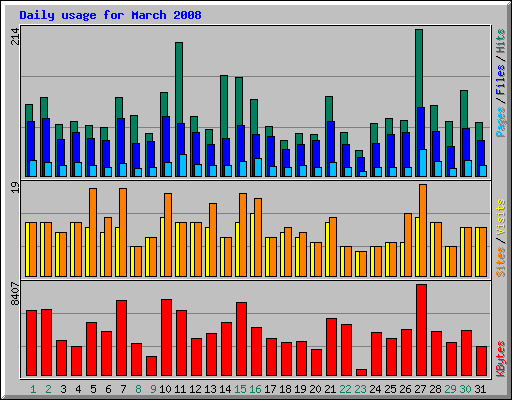 Daily usage for March 2008
214
Pages / Files / Hits
19
Sites / Visits
8407
KBytes
1 2 3 4 5 6 7 8 9 10 11 12 13 14 15 16 17 18 19 20 21 22 23 24 25 26 27 28 29 30 31